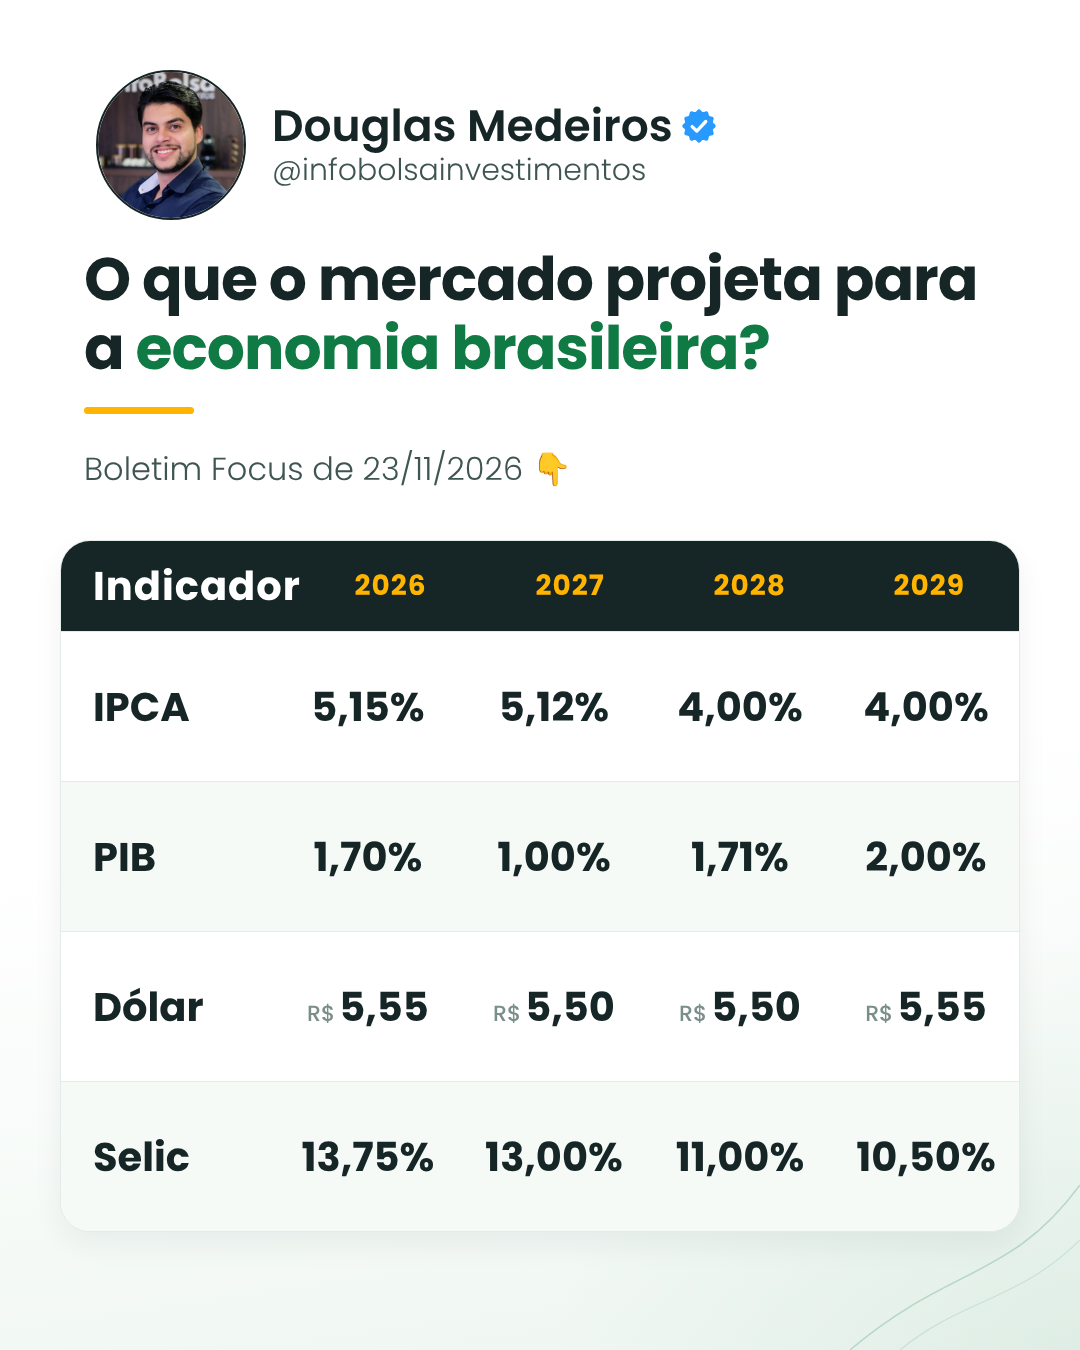 Douglas Medeiros
@infobolsainvestimentos
O que o mercado projeta para
a economia brasileira?
Boletim Focus de 23/11/2026 👇
Indicador 2026 2027 2028 2029
IPCA 5,15% 5,12% 4,00% 4,00%
PIB 1,70% 1,00% 1,71% 2,00%
Dólar R$ 5,55 R$ 5,50 R$ 5,50 R$ 5,55
Selic 13,75% 13,00% 11,00% 10,50%